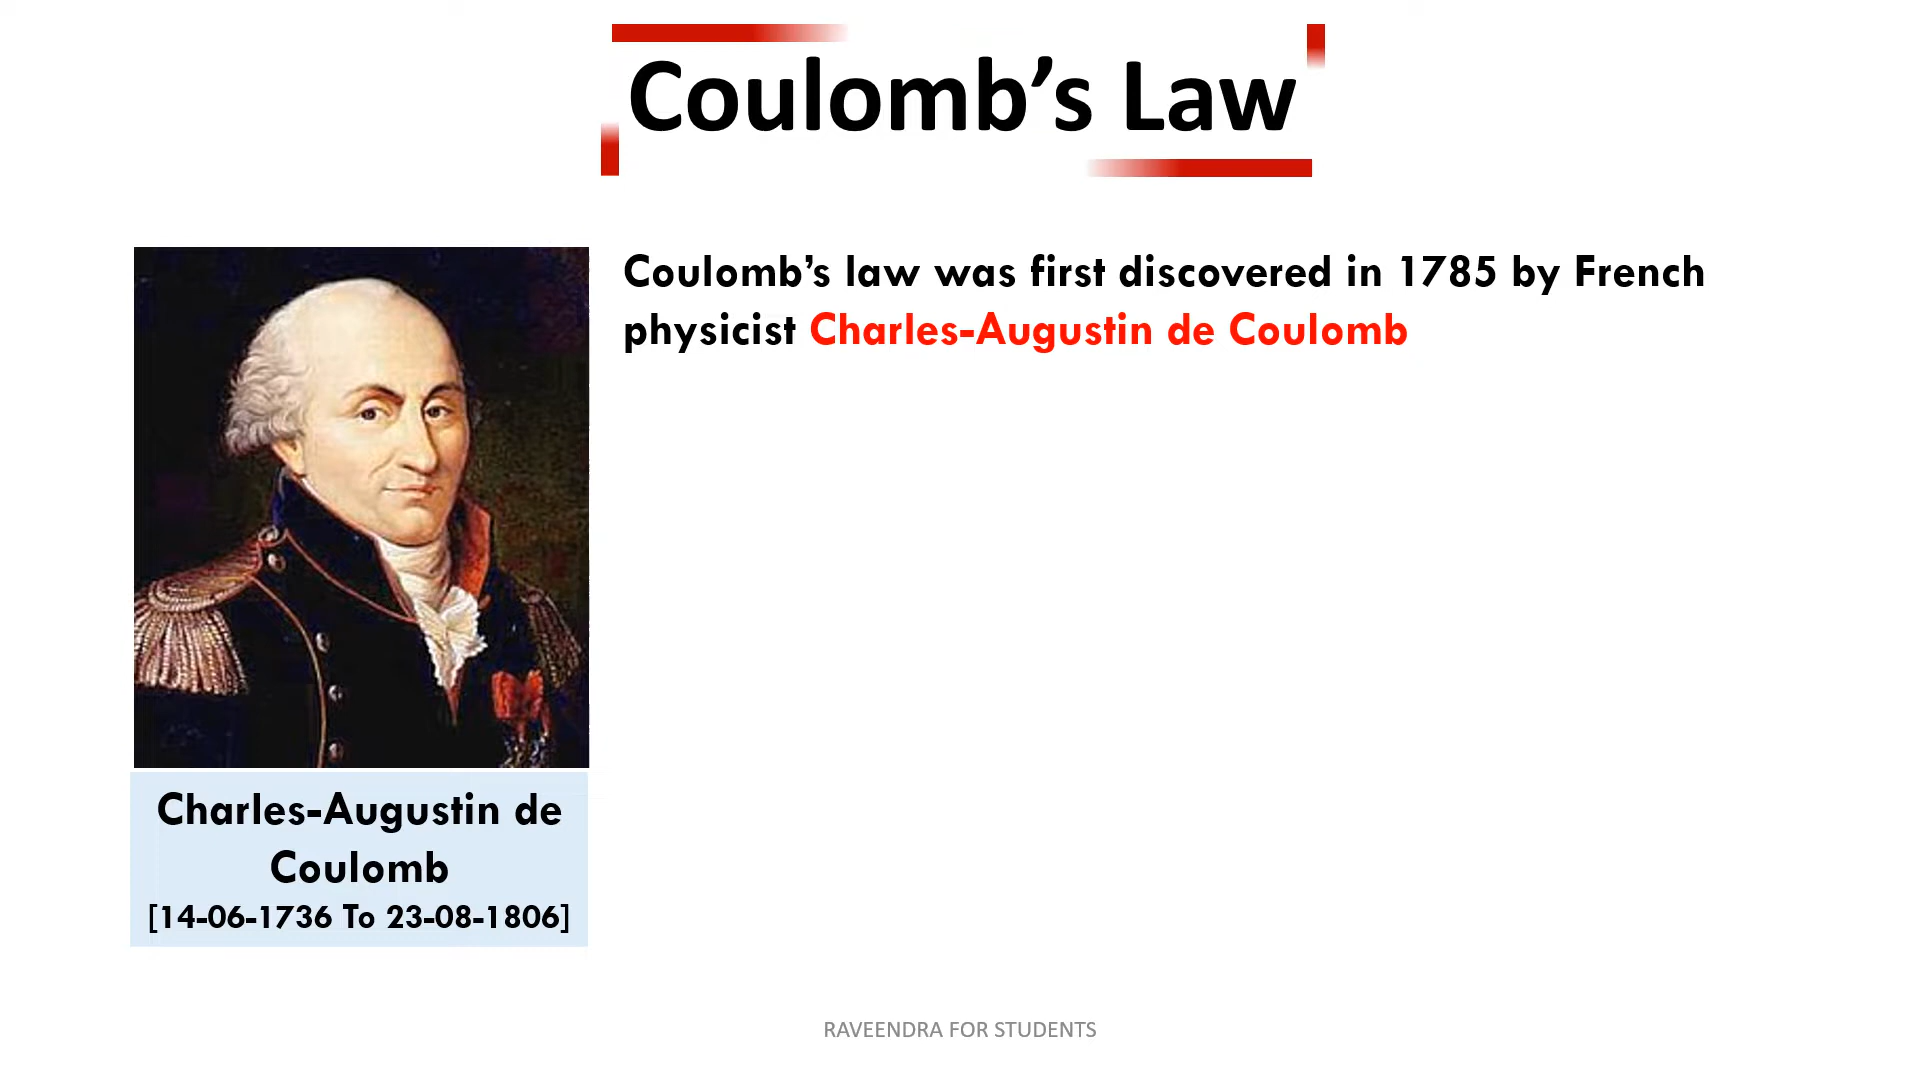 Coulomb’s Law
Coulomb’s law was first discovered in 1785 by French
physicist Charles-Augustin de Coulomb
Charles-Augustin de
Coulomb
[14-06-1736 To 23-08-1806]
RAVEENDRA FOR STUDENTS